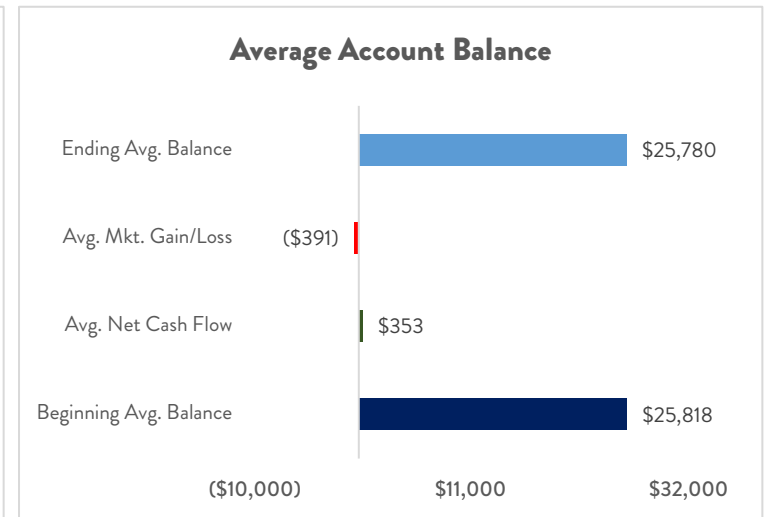 Average Account Balance
Ending Avg. Balance $25,780
Avg. Mkt. Gain/Loss ($391)
Avg. Net Cash Flow $353
Beginning Avg. Balance $25,818
($10,000) $11,000 $32,000